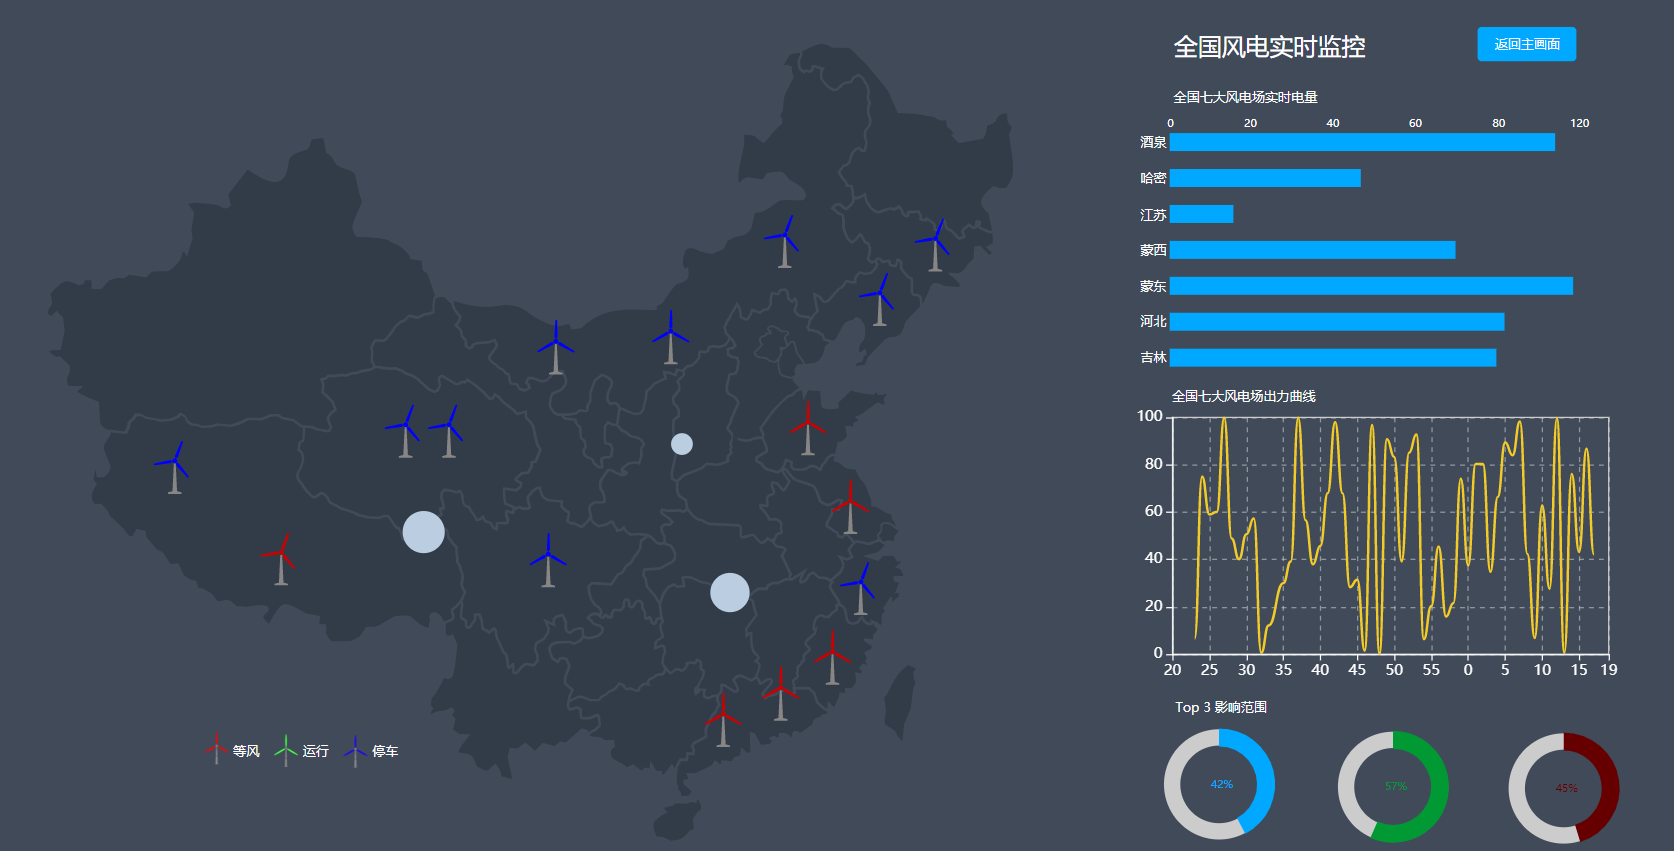 全国风电实时监控
返回主画面
全国七大风电场实时电量
0 20 40 60 80 120
酒泉
哈密
江苏
蒙西
蒙东
河北
吉林
全国七大风电场出力曲线
100
80
60
40
20
0
20 25 30 35 40 45 50 55 0 5 10 15 19
Top 3 影响范围
42% 57% 45%
等风 运行 停车